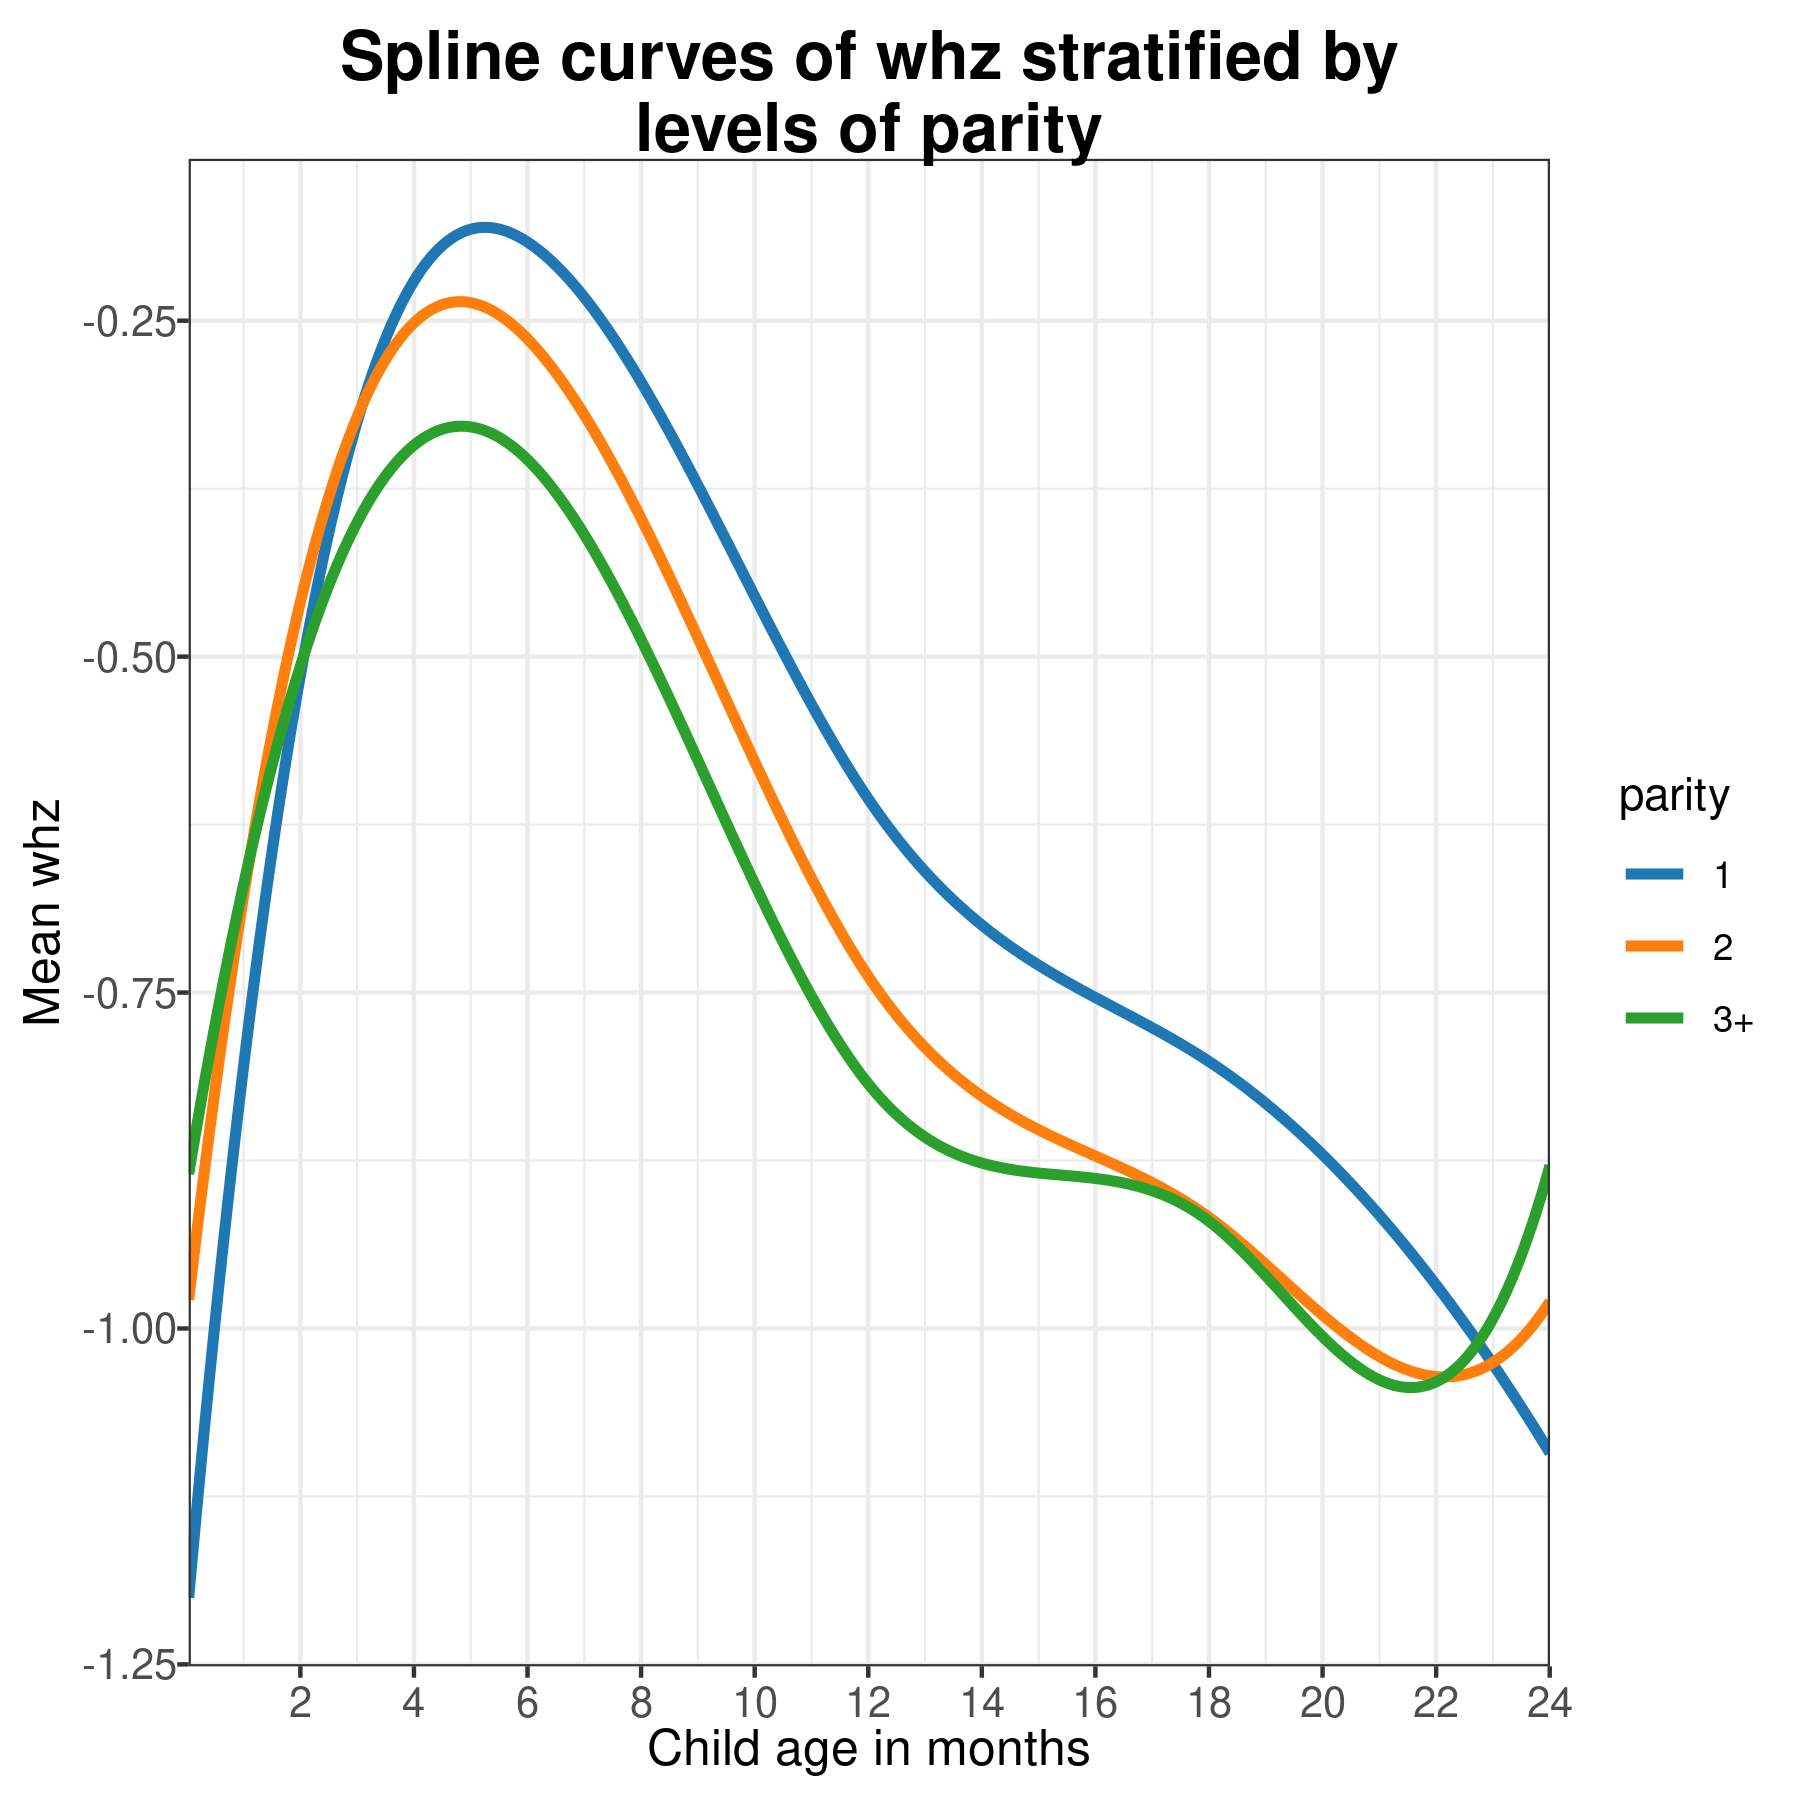 Spline curves of whz stratified by
levels of parity
Mean whz
-0.25
-0.50
-0.75
-1.00
-1.25
2 4 6 8 10 12 14 16 18 20 22 24
Child age in months
parity
1
2
3+